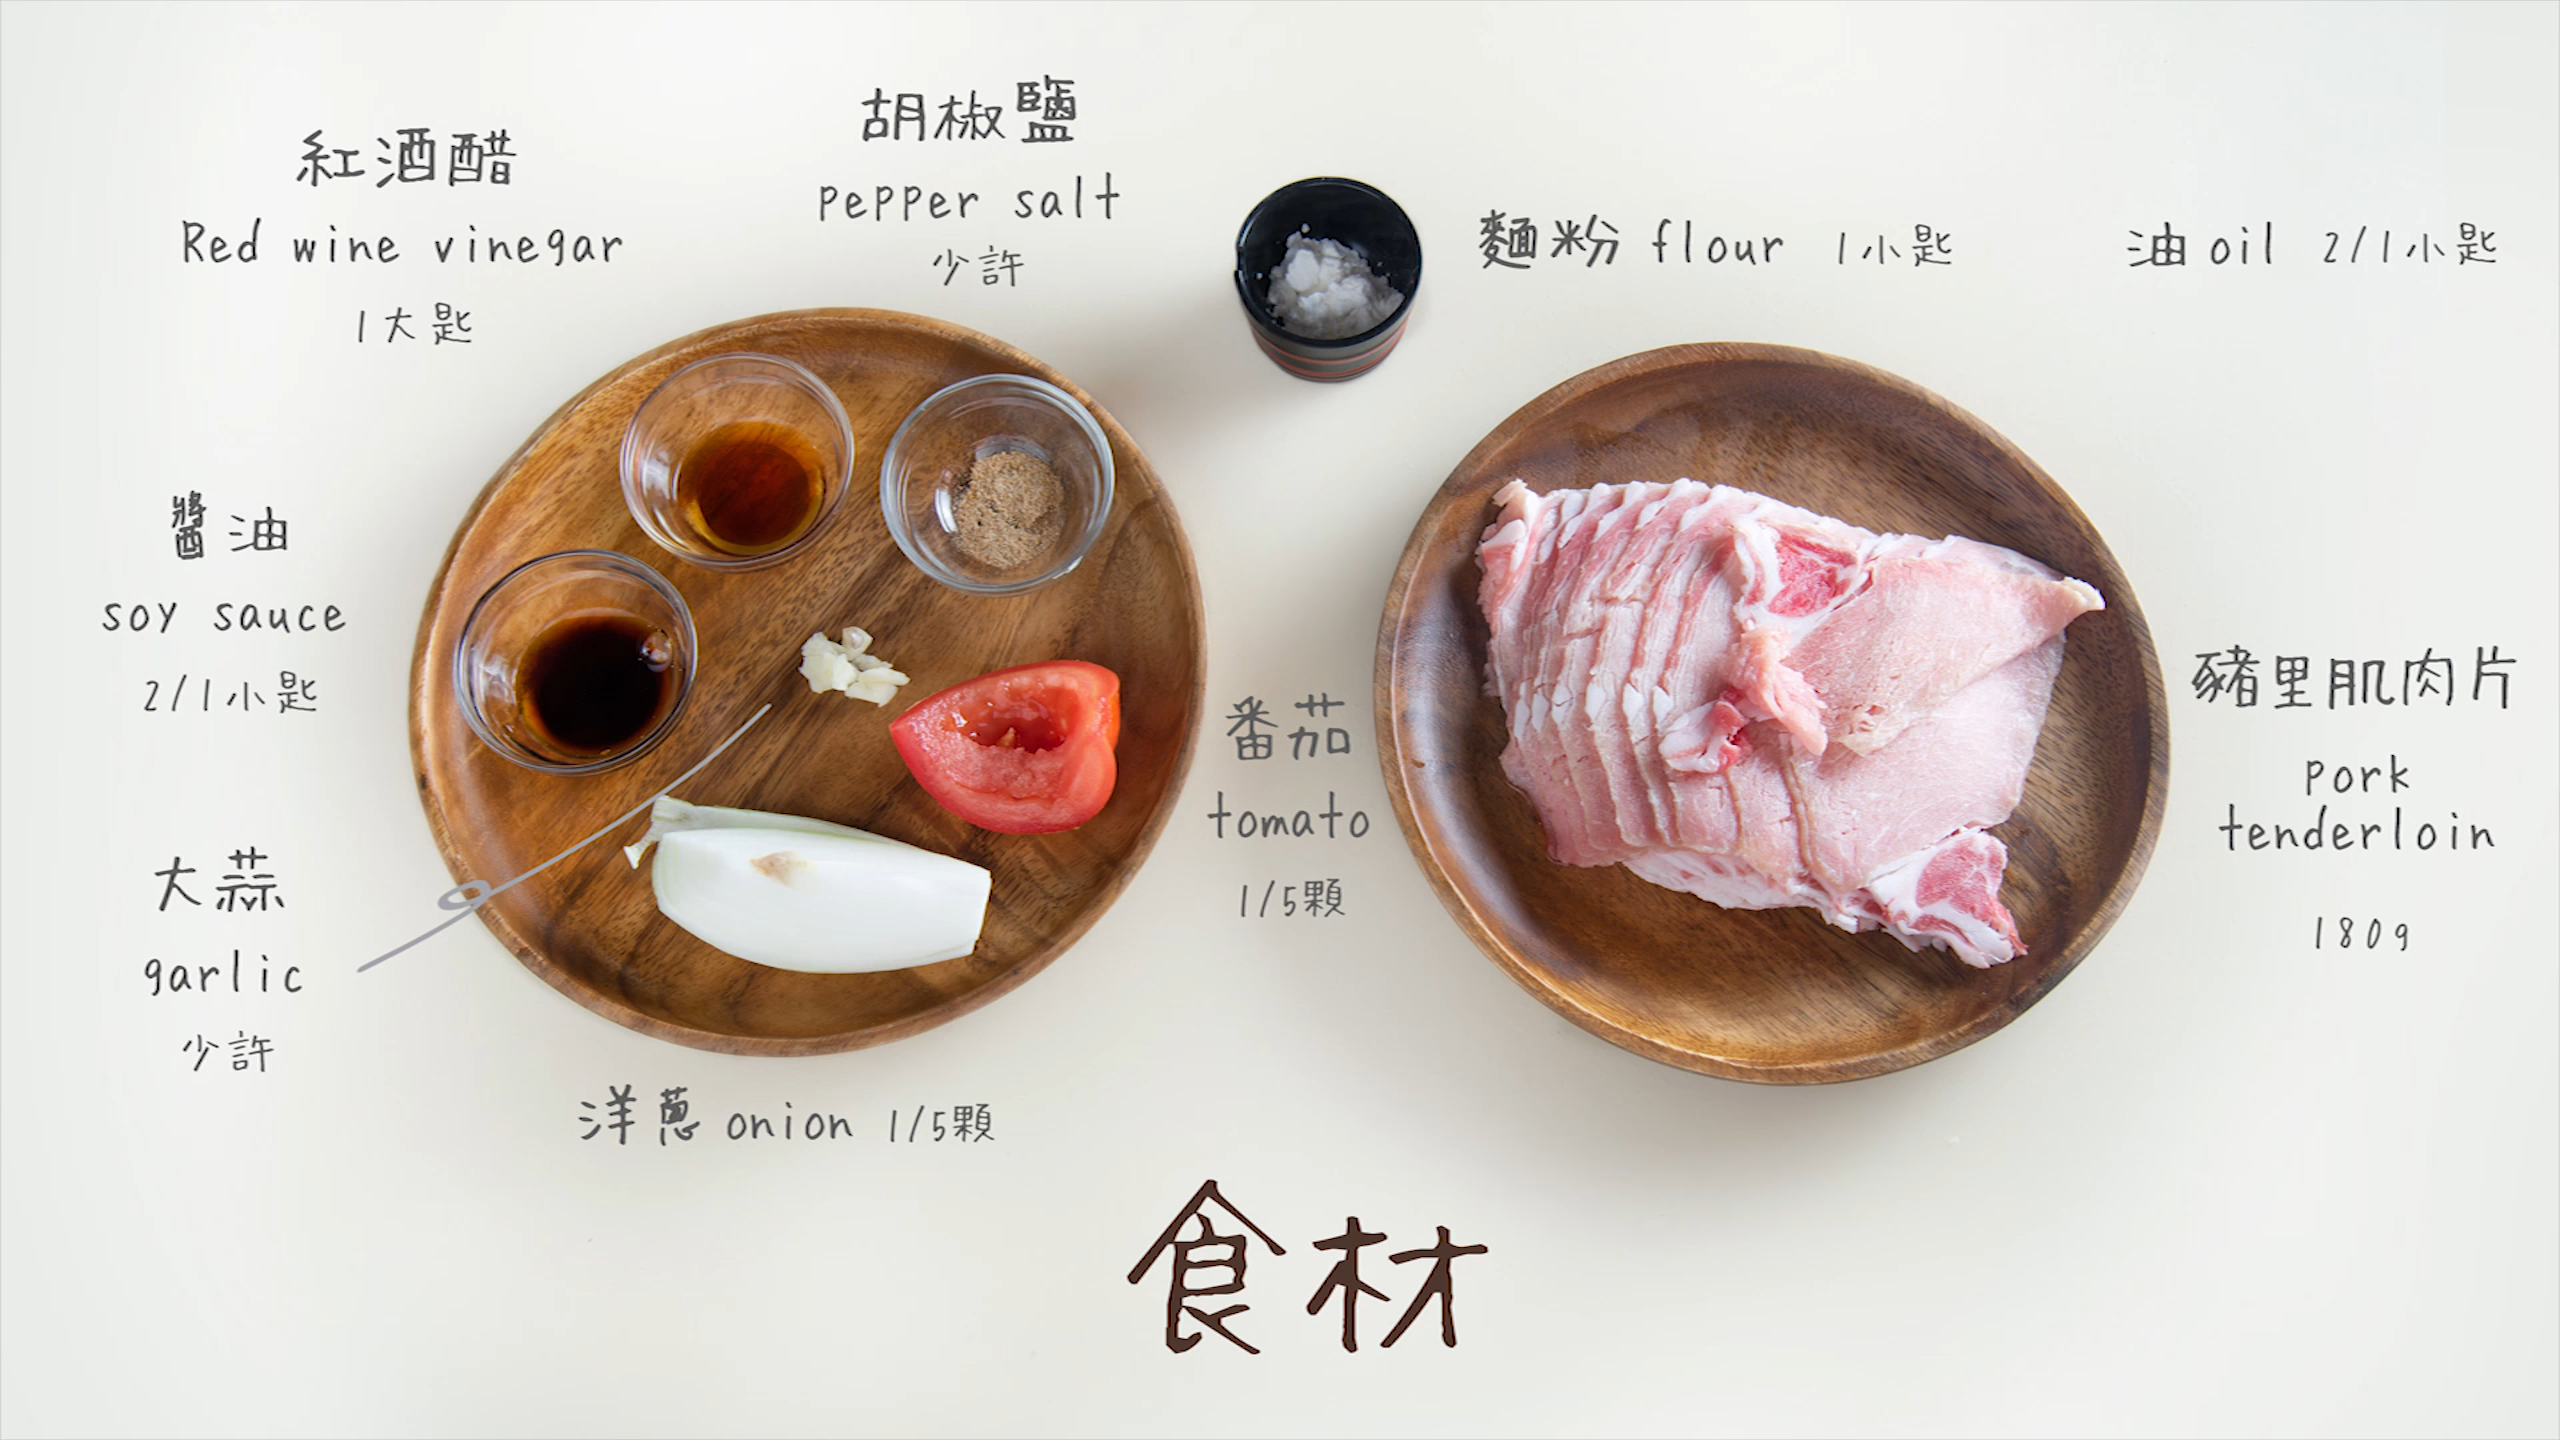 紅酒醋
Red wine vinegar
1大匙
胡椒鹽
pepper salt
少許
麵粉 flour 1小匙
油 oil 2/1小匙
醬油
soy sauce
2/1小匙
大蒜
garlic
少許
洋蔥 onion 1/5顆
番茄
tomato
1/5顆
豬里肌肉片
pork
tenderloin
180g
食材